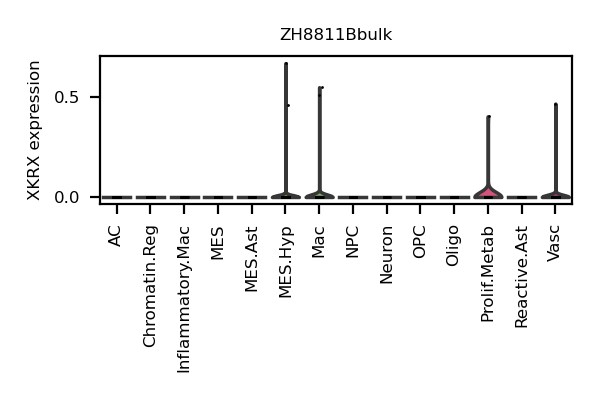 ZH8811Bbulk
XKRX expression
0.5
0.0
AC
Chromatin.Reg
Inflammatory.Mac
MES
MES.Ast
MES.Hyp
Mac
NPC
Neuron
OPC
Oligo
Prolif.Metab
Reactive.Ast
Vasc